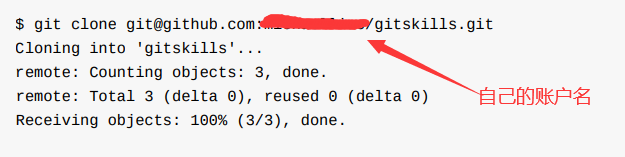 $ git clone git@github.com: /gitskills.git
Cloning into 'gitskills'...
remote: Counting objects: 3, done.
remote: Total 3 (delta 0), reused 0 (delta 0)
自己的账户名
Receiving objects: 100% (3/3), done.